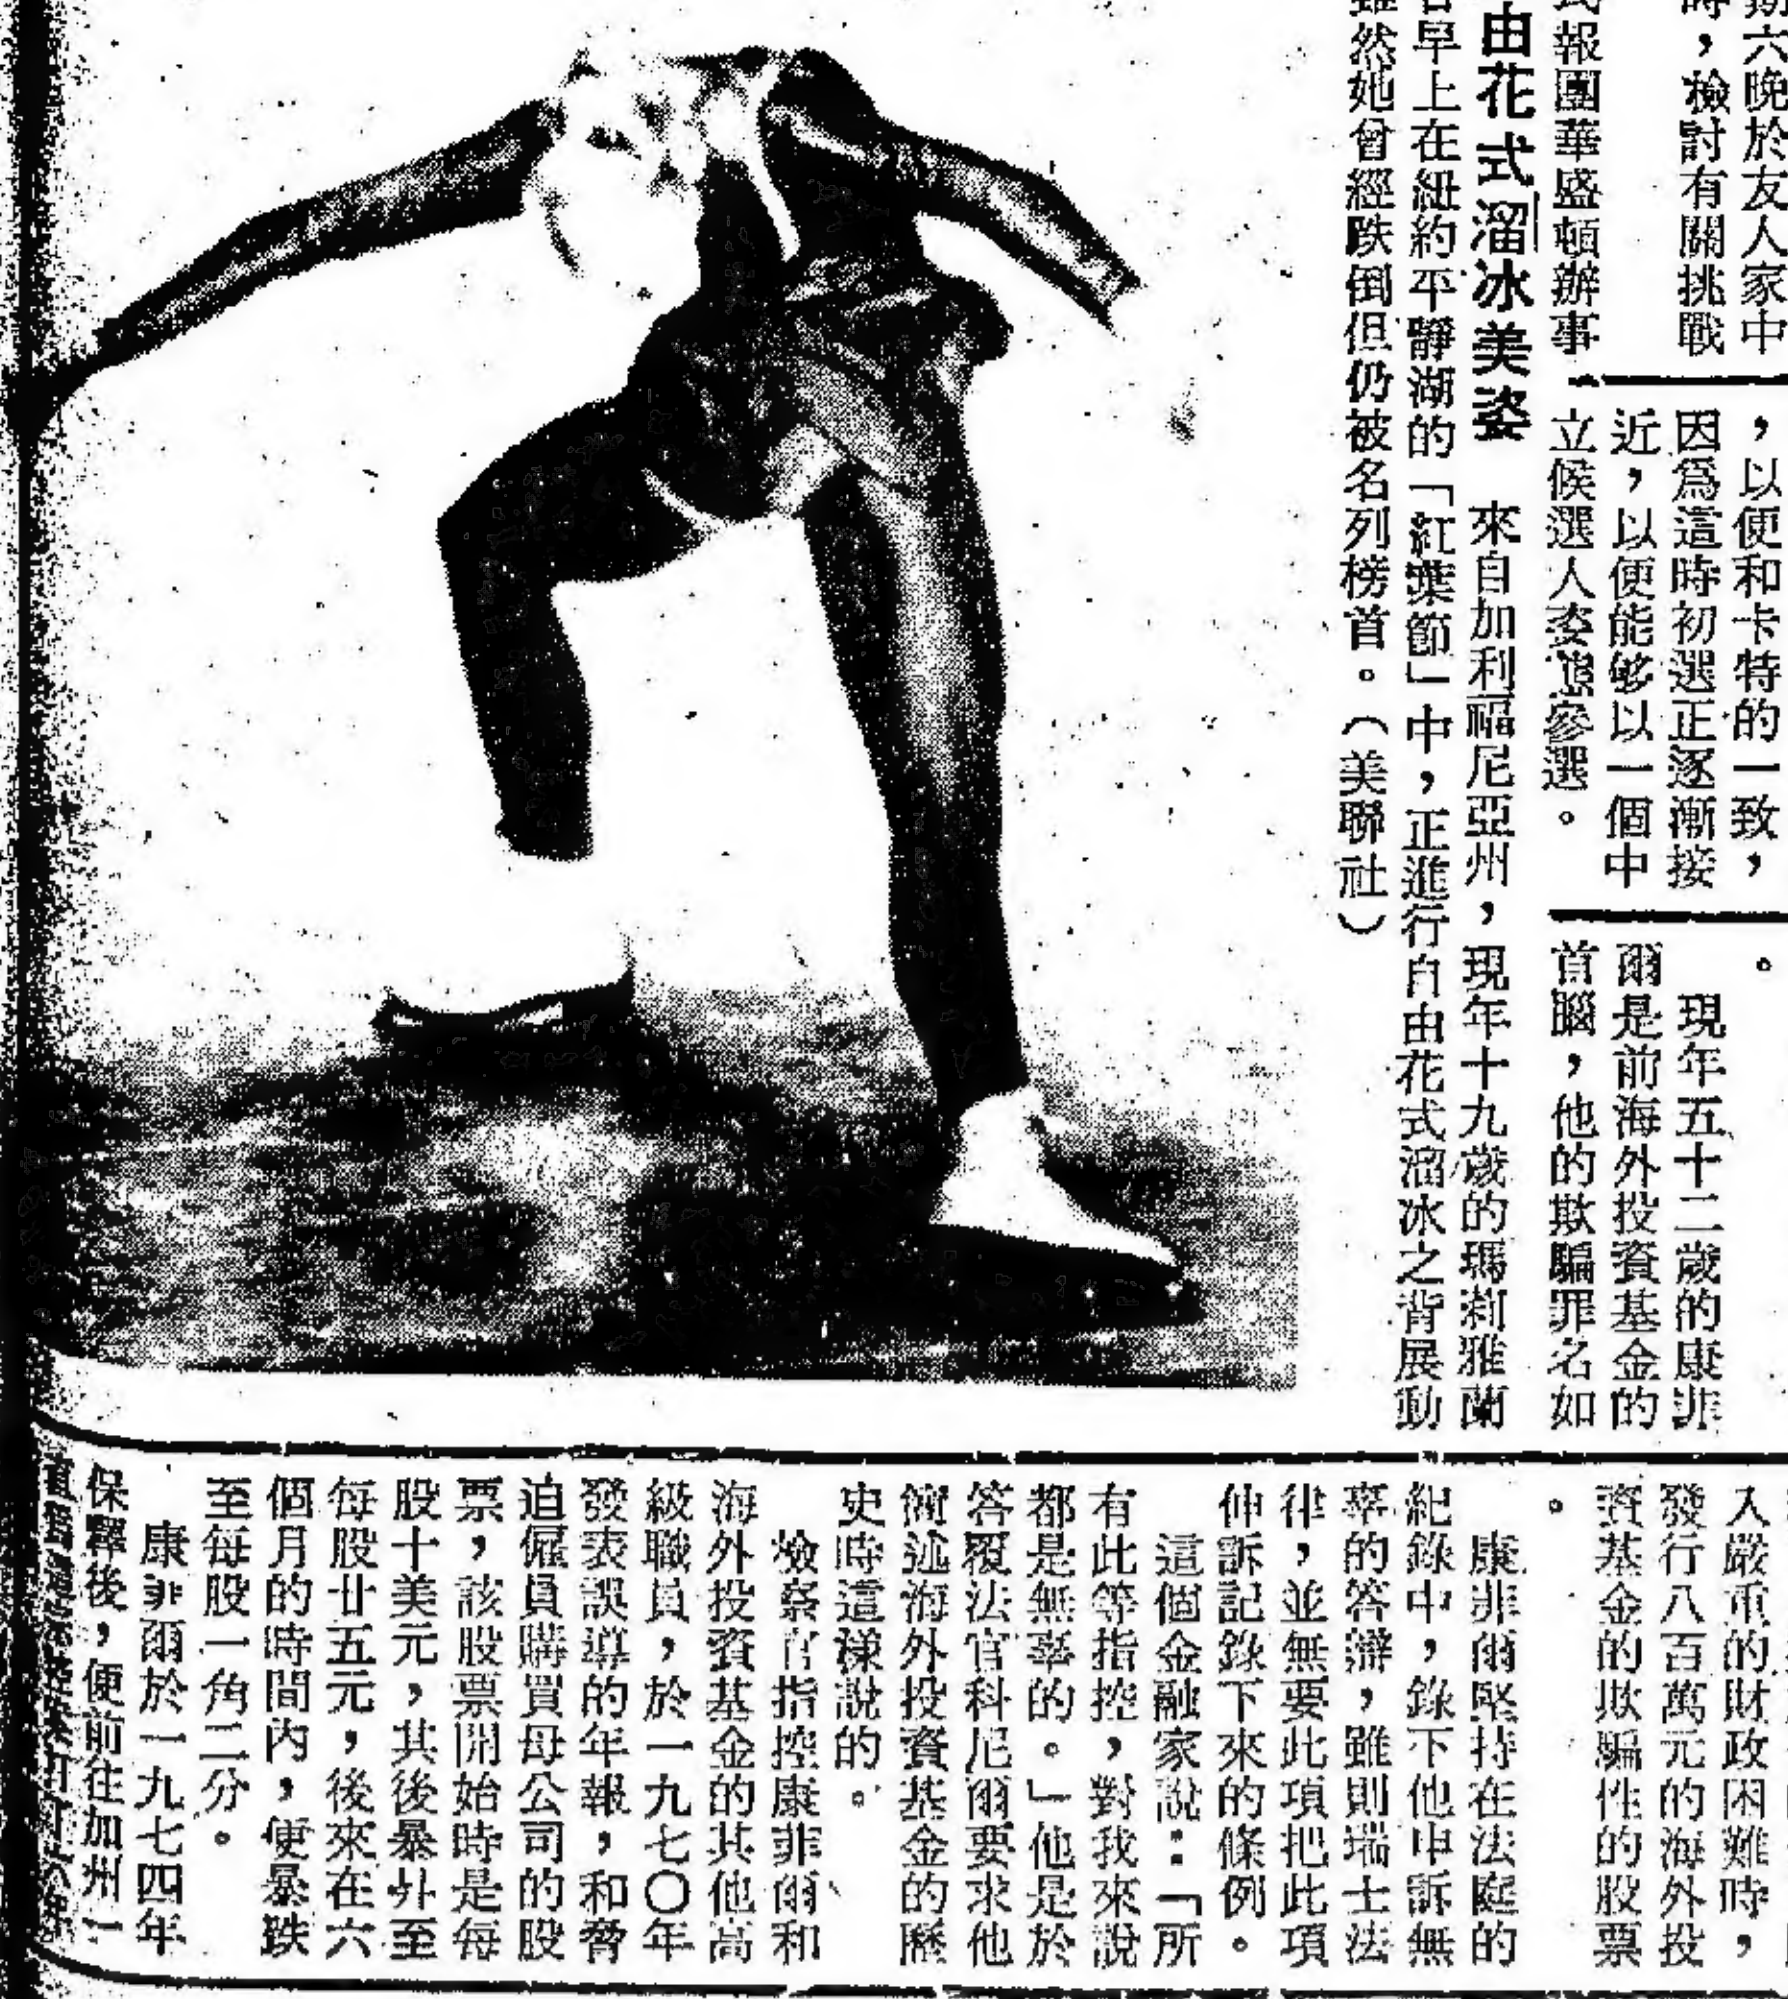 期六晚於友人家中
時，檢討有關挑戰
民報團華盛頓辦事
，以便和卡特的一致，
因為這時初選正逐漸接
近，以便能够以一個中
立候選人姿態參選。
。
現年五十二歲的康非
爾是前海外投資基金的
首腦，他的欺騙罪名如
由花式溜冰美姿
來自加利福尼亞州，現年十九歲的瑪莉雅蘭
早上在紐約平靜湖的「紅葉節」中，正進行自由花式溜冰之背展動
雖然她曾經跌倒但仍被名列榜首。（美聯社）
入嚴重的財政困難時，
發行八百萬元的海外投
資基金的欺騙性的股票
。
康非爾堅持在法庭的
紀錄中，錄下他申訴無
辜的答辯，雖則瑞士法
律，並無要此項把此項
伸訴記錄下來的條例。
這個金融家說：「所
有此等指控，對我來說
都是無辜的。」他是於
答覆法官科尼爾要求他
簡述海外投資基金的歷
史時這樣說的。
檢察官指控康菲爾和
海外投資基金的其他高
級職員，於一九七〇年
發表誤導的年報，和脅
迫僱員購買母公司的股
票，該股票開始時是每
股十美元，其後暴升至
每股廿五元，後來在六
個月的時間內，便暴跌
至每股一角二分。
康非爾於一九七四年
保釋後，便前往加州一